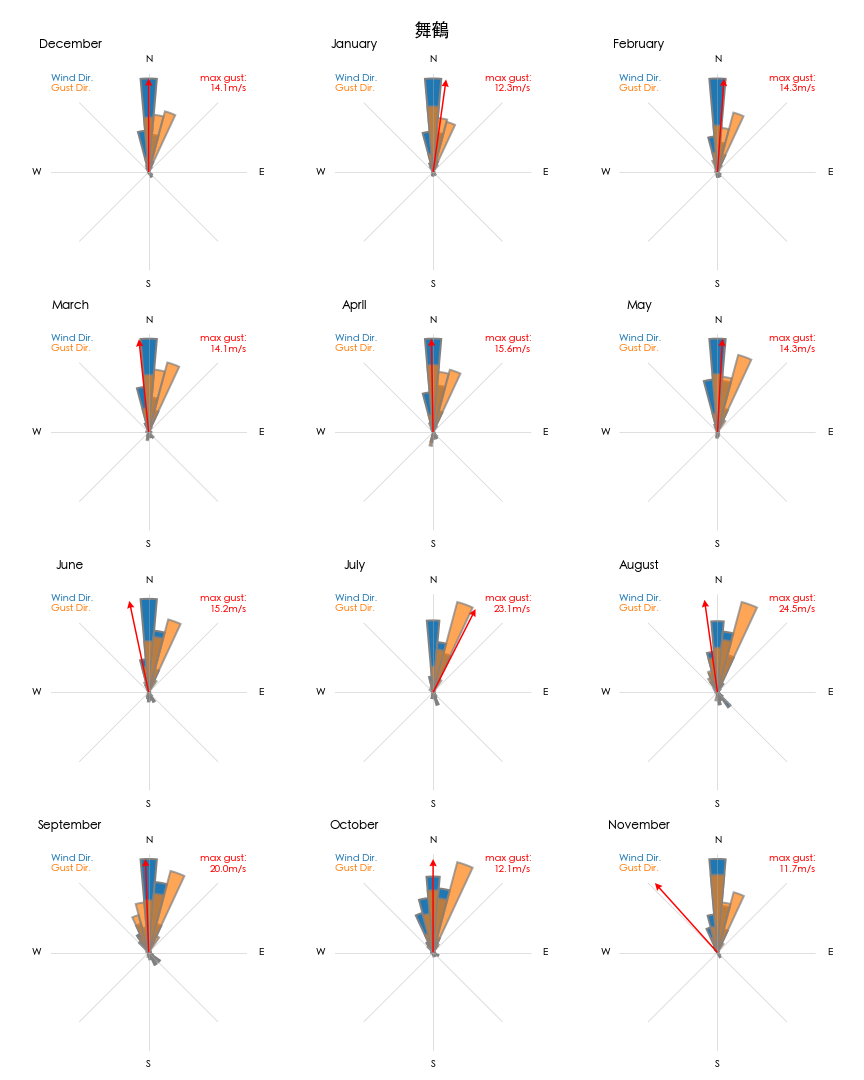 舞鶴
December
N
Wind Dir.
Gust Dir.
max gust:
14.1m/s
W
E
S
January
N
Wind Dir.
Gust Dir.
max gust:
12.3m/s
W
E
S
February
N
Wind Dir.
Gust Dir.
max gust:
14.3m/s
W
E
S
March
N
Wind Dir.
Gust Dir.
max gust:
14.1m/s
W
E
S
April
N
Wind Dir.
Gust Dir.
max gust:
15.6m/s
W
E
S
May
N
Wind Dir.
Gust Dir.
max gust:
14.3m/s
W
E
S
June
N
Wind Dir.
Gust Dir.
max gust:
15.2m/s
W
E
S
July
N
Wind Dir.
Gust Dir.
max gust:
23.1m/s
W
E
S
August
N
Wind Dir.
Gust Dir.
max gust:
24.5m/s
W
E
S
September
N
Wind Dir.
Gust Dir.
max gust:
20.0m/s
W
E
S
October
N
Wind Dir.
Gust Dir.
max gust:
12.1m/s
W
E
S
November
N
Wind Dir.
Gust Dir.
max gust:
11.7m/s
W
E
S